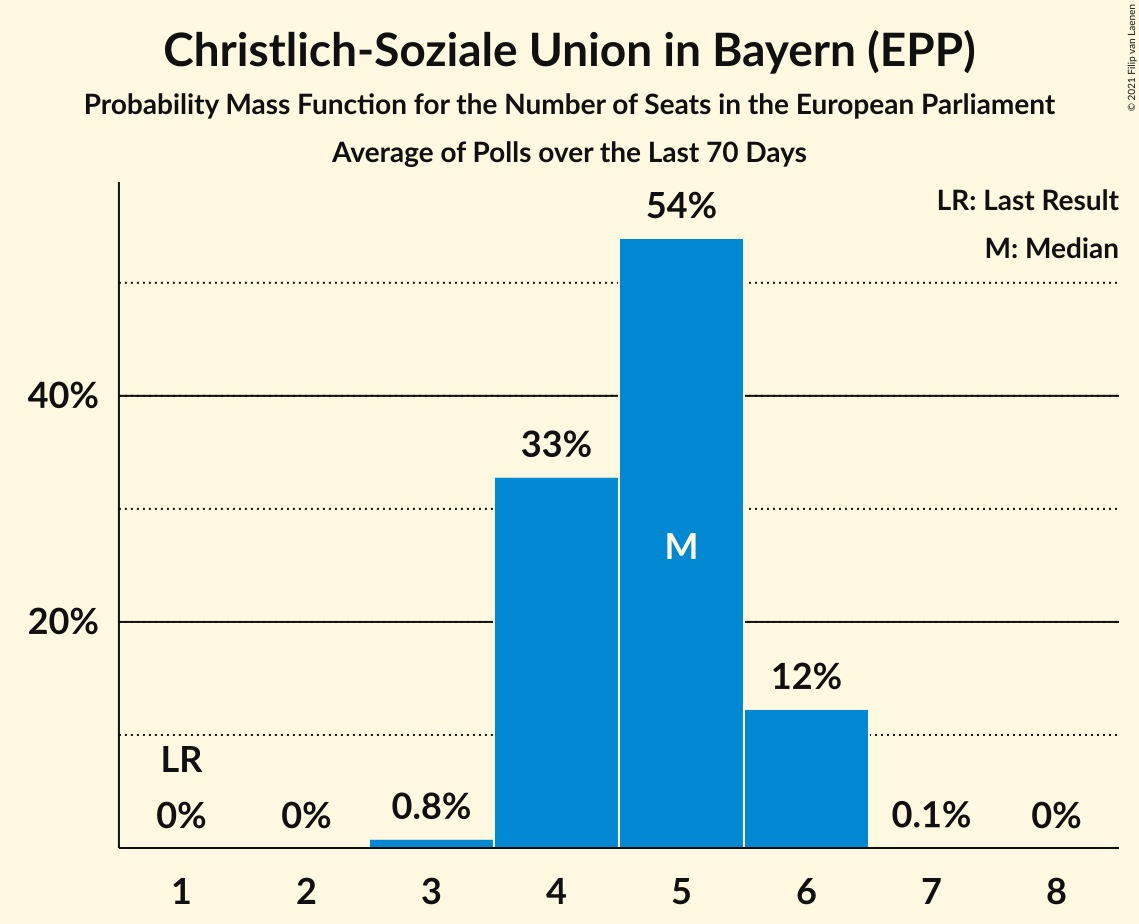 Christlich-Soziale Union in Bayern (EPP)
Probability Mass Function for the Number of Seats in the European Parliament
Average of Polls over the Last 70 Days
© 2021 Filip van Laenen
LR: Last Result
M: Median
54%
40%
33%
M
20%
12%
LR
0%
0%
0.8%
0.1%
0%
1 2 3 4 5 6 7 8